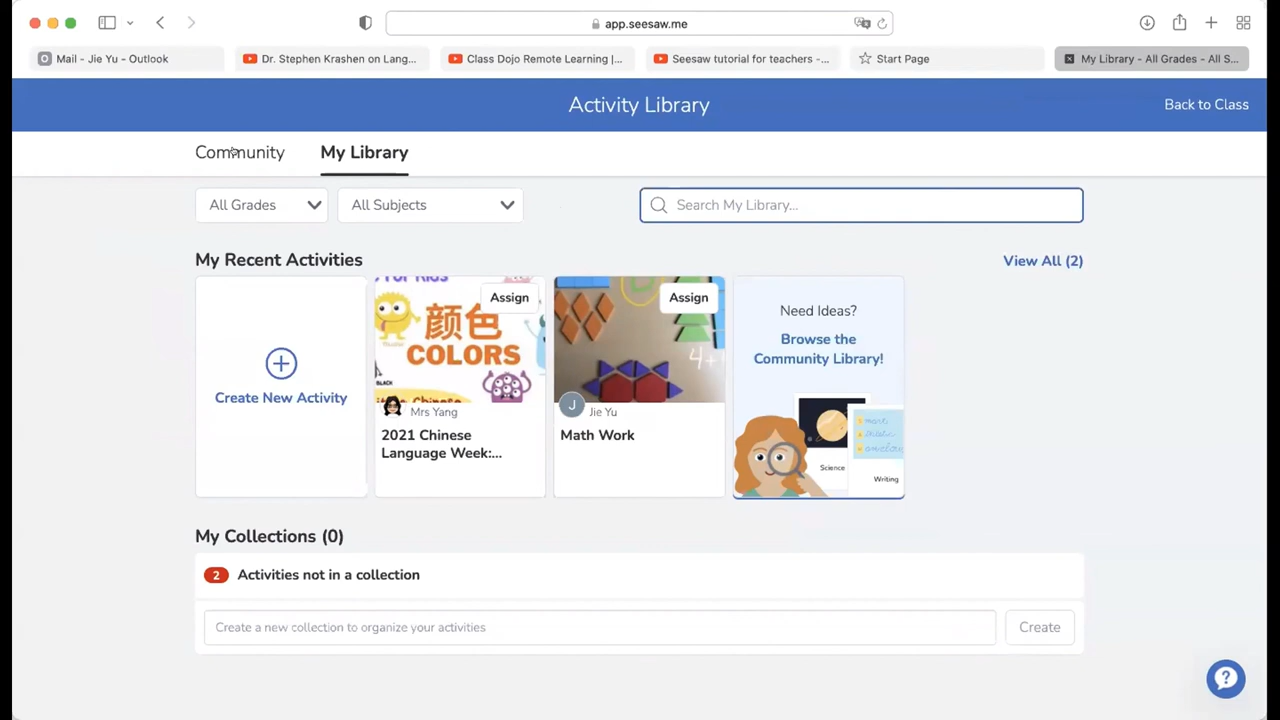 app.seesaw.me
Mail - Jie Yu - Outlook
Dr. Stephen Krashen on Lang...
Class Dojo Remote Learning |...
Seesaw tutorial for teachers -...
Start Page
My Library - All Grades - All S...
Activity Library
Back to Class
Community
My Library
All Grades
All Subjects
Search My Library...
My Recent Activities
View All (2)
Create New Activity
Assign
颜色
COLORS
BLACK
Mrs Yang
2021 Chinese
Language Week:...
Assign
4+
J
Jie Yu
Math Work
Need Ideas?
Browse the
Community Library!
Science
Writing
My Collections (0)
2 Activities not in a collection
Create a new collection to organize your activities
Create
?